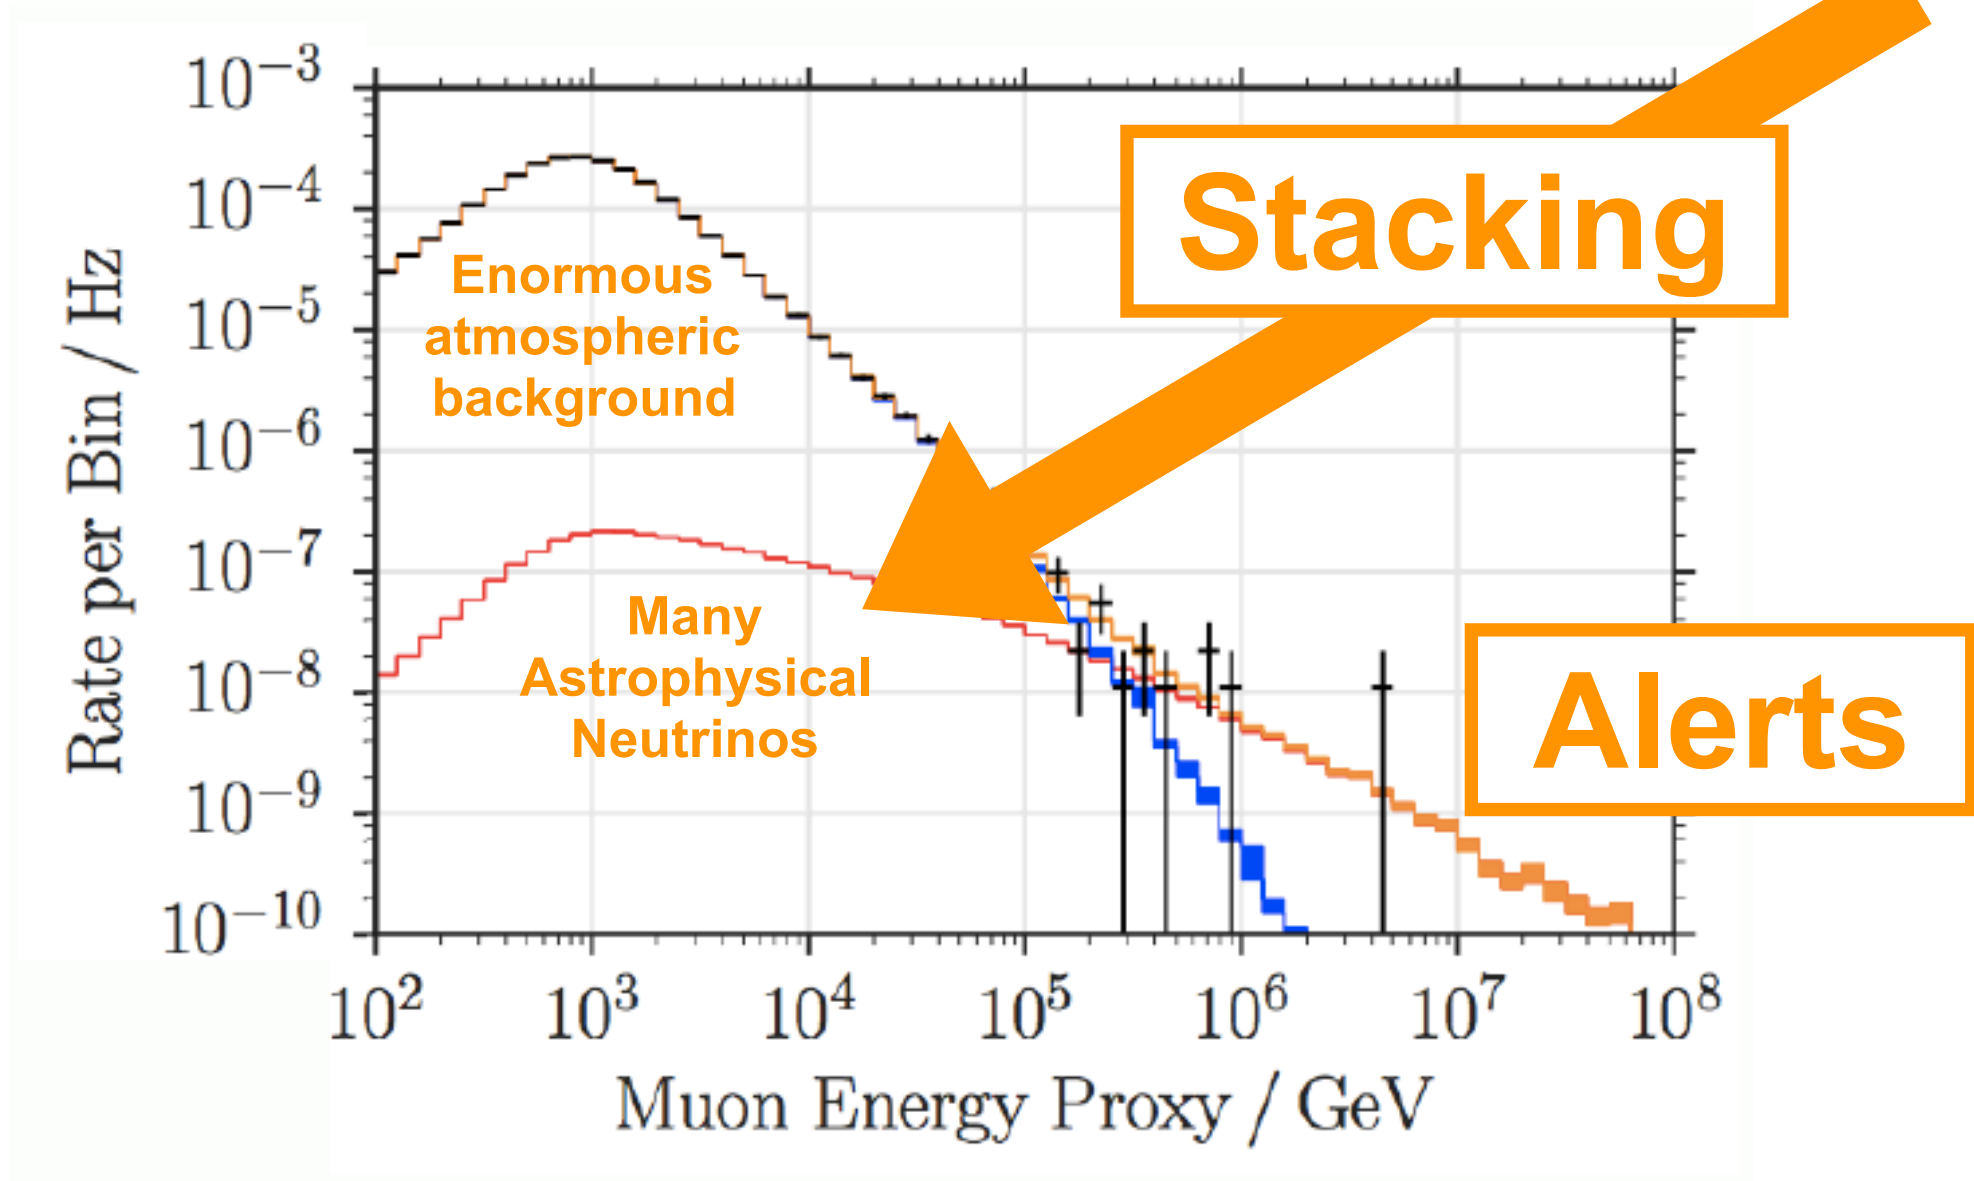 10−3
10−4
10−5
10−6
10−7
10−8
10−9
10−10
Rate per Bin / Hz
Stacking
Enormous
atmospheric
background
Many
Astrophysical
Neutrinos
Alerts
10² 10³ 10⁴ 10⁵ 10⁶ 10⁷ 10⁸
Muon Energy Proxy / GeV